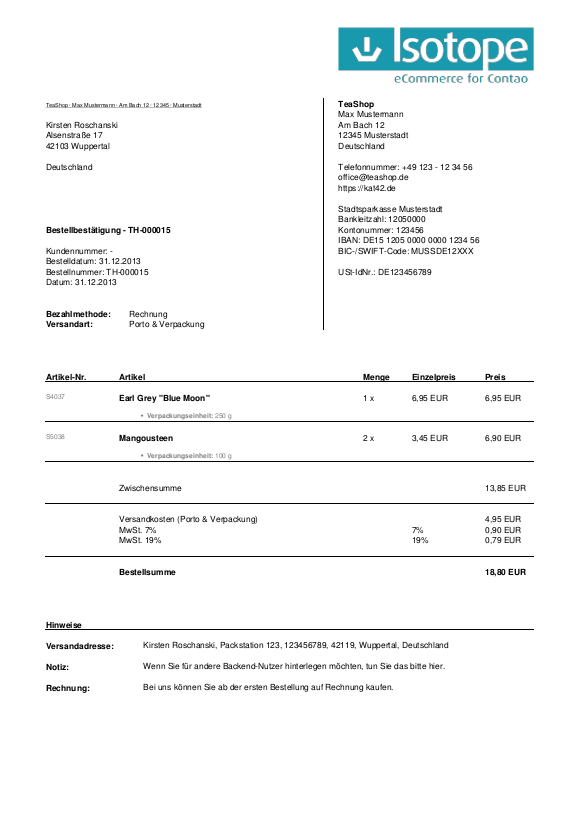 Isotope
eCommerce for Contao
TeaShop · Max Mustermann · Am Bach 12 · 12345 · Musterstadt
Kirsten Roschanski
Alsenstraße 17
42103 Wuppertal
Deutschland
Bestellbestätigung - TH-000015
Kundennummer: -
Bestelldatum: 31.12.2013
Bestellnummer: TH-000015
Datum: 31.12.2013
Bezahlmethode: Rechnung
Versandart: Porto & Verpackung
TeaShop
Max Mustermann
Am Bach 12
12345 Musterstadt
Deutschland
Telefonnummer: +49 123 - 12 34 56
office@teashop.de
https://kat42.de
Stadtsparkasse Musterstadt
Bankleitzahl: 12050000
Kontonummer: 123456
IBAN: DE15 1205 0000 0000 1234 56
BIC-/SWIFT-Code: MUSSDE12XXX
USt-IdNr.: DE123456789
Artikel-Nr. Artikel Menge Einzelpreis Preis
S4037 Earl Grey "Blue Moon" 1 x 6,95 EUR 6,95 EUR
• Verpackungseinheit: 250 g
S5038 Mangousteen 2 x 3,45 EUR 6,90 EUR
• Verpackungseinheit: 100 g
Zwischensumme 13,85 EUR
Versandkosten (Porto & Verpackung) 4,95 EUR
MwSt. 7% 7% 0,90 EUR
MwSt. 19% 19% 0,79 EUR
Bestellsumme 18,80 EUR
Hinweise
Versandadresse: Kirsten Roschanski, Packstation 123, 123456789, 42119, Wuppertal, Deutschland
Notiz: Wenn Sie für andere Backend-Nutzer hinterlegen möchten, tun Sie das bitte hier.
Rechnung: Bei uns können Sie ab der ersten Bestellung auf Rechnung kaufen.